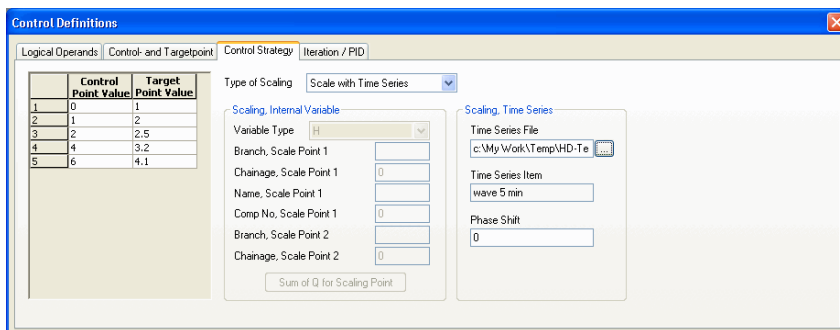 Control Definitions
Logical Operands Control- and Targetpoint Control Strategy Iteration / PID
Control Point Value Target Point Value
1 0 1
2 1 2
3 2 2.5
4 4 3.2
5 6 4.1
Type of Scaling Scale with Time Series
Scaling, Internal Variable
Variable Type H
Branch, Scale Point 1
Chainage, Scale Point 1 0
Name, Scale Point 1
Comp No, Scale Point 1 0
Branch, Scale Point 2
Chainage, Scale Point 2 0
Sum of Q for Scaling Point
Scaling, Time Series
Time Series File
c:\My Work\Temp\HD-Te ...
Time Series Item
wave 5 min
Phase Shift
0